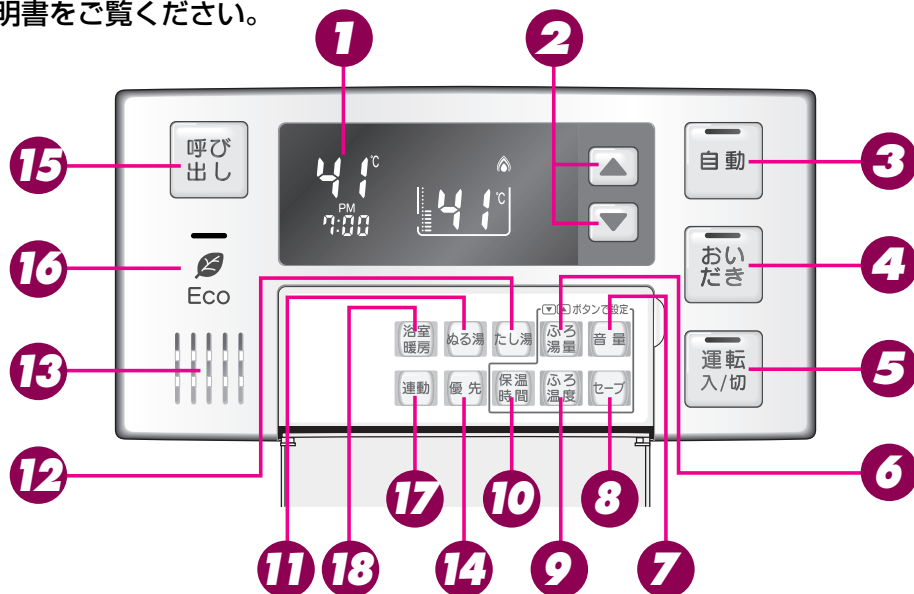 明書をご覧ください。
1
2
15
呼び
出し
41℃
PM
7:00
41℃
自動
3
16
Eco
おい
だき
4
12
11
18
13
▼▲ボタンで設定
浴室
暖房
ぬる湯
たし湯
ふろ
湯量
音量
運転
入/切
5
連動
優先
保温
時間
ふろ
温度
セーブ
6
17
10
8
11
18
14
9
7